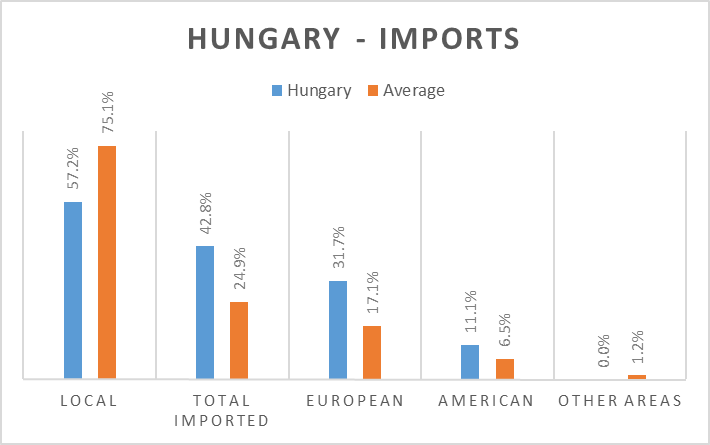 HUNGARY - IMPORTS
Hungary Average
57.2%
75.1%
42.8%
24.9%
31.7%
17.1%
11.1%
6.5%
0.0%
1.2%
LOCAL
TOTAL
IMPORTED
EUROPEAN
AMERICAN
OTHER AREAS